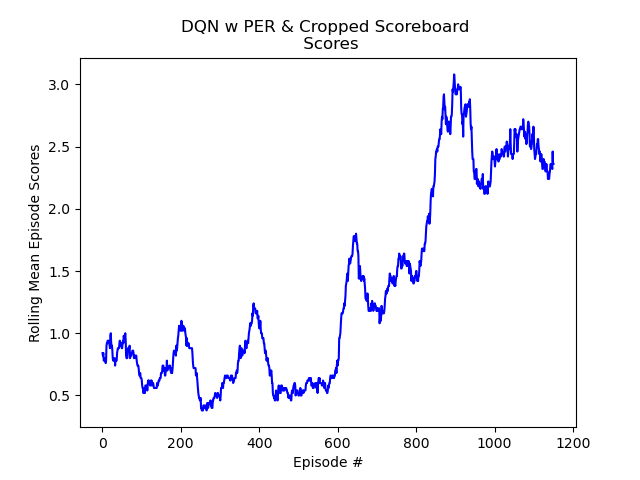 DQN w PER & Cropped Scoreboard
Scores
Rolling Mean Episode Scores
3.0
2.5
2.0
1.5
1.0
0.5
0 200 400 600 800 1000 1200
Episode #